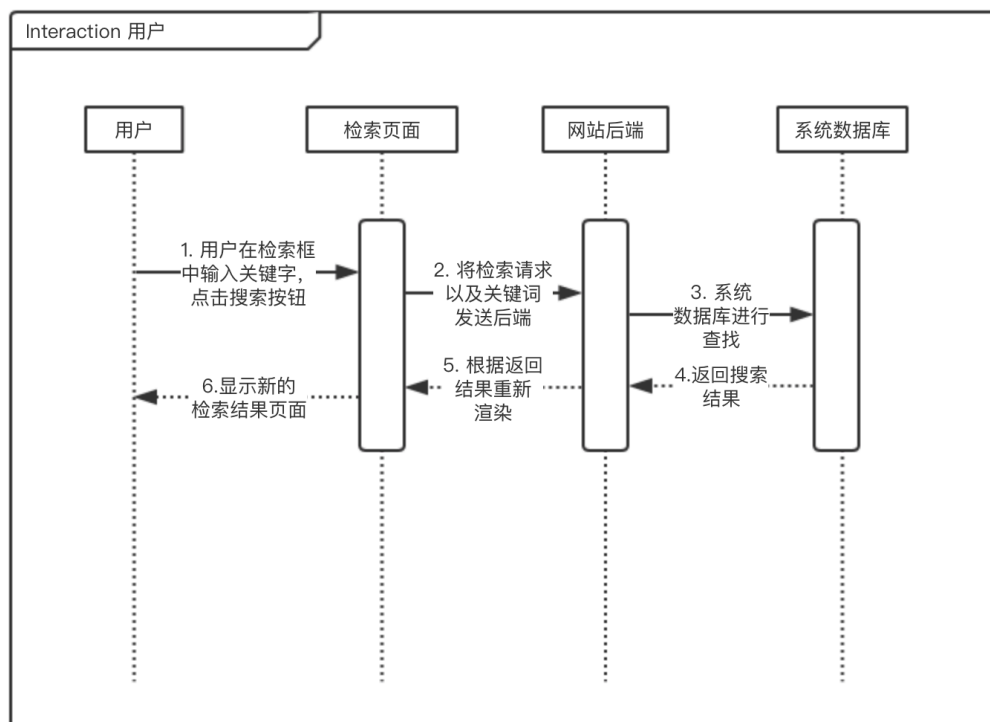 Interaction 用户
用户
检索页面
网站后端
系统数据库
1. 用户在检索框
中输入关键字，
点击搜索按钮
2. 将检索请求
以及关键词
发送后端
3. 系统
数据库进行
查找
4.返回搜索
结果
5. 根据返回
结果重新
渲染
6.显示新的
检索结果页面